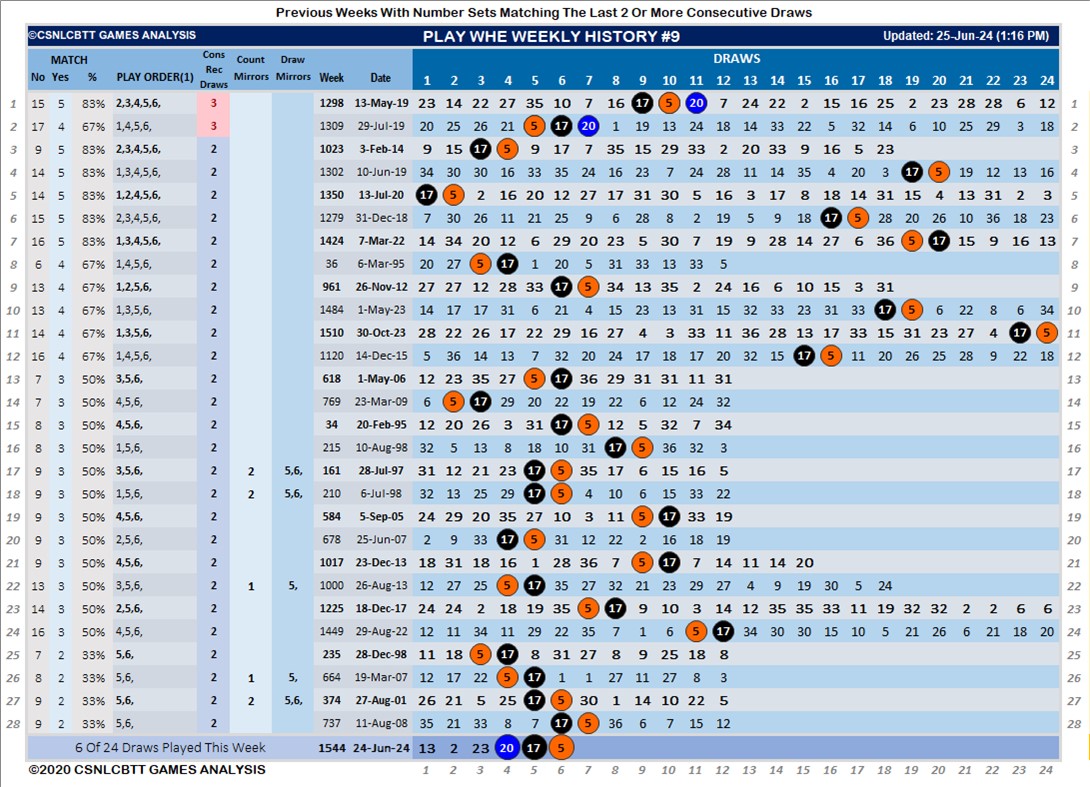 Previous Weeks With Number Sets Matching The Last 2 Or More Consecutive Draws
©CSNLCBTT GAMES ANALYSIS PLAY WHE WEEKLY HISTORY #9 Updated: 25-Jun-24 (1:16 PM)
MATCH Cons Rec Draws Count Mirrors Draw Mirrors DRAWS
No Yes % PLAY ORDER(1) Week Date 1 2 3 4 5 6 7 8 9 10 11 12 13 14 15 16 17 18 19 20 21 22 23 24
1 15 5 83% 2,3,4,5,6, 3 1298 13-May-19 23 14 22 27 35 10 7 16 17 5 20 7 24 22 2 15 16 25 2 23 28 28 6 12 1
2 17 4 67% 1,4,5,6, 3 1309 29-Jul-19 20 25 26 21 5 17 20 1 19 13 24 18 14 33 22 5 32 14 6 10 25 29 3 18 2
3 9 5 83% 2,3,4,5,6, 2 1023 3-Feb-14 9 15 17 5 9 17 7 35 15 29 33 2 20 33 9 16 5 23 3
4 14 5 83% 1,3,4,5,6, 2 1302 10-Jun-19 34 30 30 16 33 35 24 16 23 7 24 28 11 14 35 4 20 3 17 5 19 12 13 16 4
5 14 5 83% 1,2,4,5,6, 2 1350 13-Jul-20 17 5 2 16 20 12 27 17 31 30 5 16 3 17 8 18 14 31 15 4 13 31 2 3 5
6 15 5 83% 2,3,4,5,6, 2 1279 31-Dec-18 7 30 26 11 21 25 9 6 28 8 2 19 5 9 18 17 5 28 20 26 10 36 18 23 6
7 16 5 83% 1,3,4,5,6, 2 1424 7-Mar-22 14 34 20 12 6 29 20 23 5 30 7 19 9 28 14 27 6 36 5 17 15 9 16 13 7
8 6 4 67% 1,4,5,6, 2 36 6-Mar-95 20 27 5 17 1 20 5 31 33 13 33 5 8
9 13 4 67% 1,2,5,6, 2 961 26-Nov-12 27 27 12 28 33 17 5 34 13 35 2 24 16 6 10 15 3 31 9
10 13 4 67% 1,3,5,6, 2 1484 1-May-23 14 17 17 31 6 21 4 15 23 13 31 15 32 33 23 31 33 17 5 6 22 8 6 34 10
11 14 4 67% 1,3,5,6, 2 1510 30-Oct-23 28 22 26 17 22 29 16 27 4 3 33 11 36 28 13 17 33 15 31 23 27 4 17 5 11
12 16 4 67% 1,4,5,6, 2 1120 14-Dec-15 5 36 14 13 7 32 20 24 17 18 17 20 32 15 17 5 11 20 26 25 28 9 22 18 12
13 7 3 50% 3,5,6, 2 618 1-May-06 12 23 35 27 5 17 36 29 31 31 11 31 13
14 7 3 50% 4,5,6, 2 769 23-Mar-09 6 5 17 29 20 22 19 22 6 12 24 32 14
15 8 3 50% 4,5,6, 2 34 20-Feb-95 12 20 26 3 31 17 5 12 5 32 7 34 15
16 8 3 50% 1,5,6, 2 215 10-Aug-98 32 5 13 8 18 10 31 17 5 36 32 3 16
17 9 3 50% 3,5,6, 2 2 5,6, 161 28-Jul-97 31 12 21 23 17 5 35 17 6 15 16 5 17
18 9 3 50% 1,5,6, 2 2 5,6, 210 6-Jul-98 32 13 25 29 17 5 4 10 6 15 33 22 18
19 9 3 50% 4,5,6, 2 584 5-Sep-05 24 29 20 35 27 10 3 11 5 17 33 19 19
20 9 3 50% 2,5,6, 2 678 25-Jun-07 2 9 33 17 5 31 12 22 2 16 18 19 20
21 9 3 50% 4,5,6, 2 1017 23-Dec-13 18 31 18 16 1 28 36 7 5 17 7 14 11 14 20 21
22 13 3 50% 3,5,6, 2 1 5, 1000 26-Aug-13 12 27 25 5 17 35 27 32 21 23 29 27 4 9 19 30 5 24 22
23 14 3 50% 2,5,6, 2 1225 18-Dec-17 24 24 2 18 19 35 5 17 9 10 3 14 12 35 35 33 11 19 32 32 2 2 6 6 23
24 16 3 50% 4,5,6, 2 1449 29-Aug-22 12 11 34 11 29 22 35 7 1 6 5 17 34 30 30 15 10 5 21 26 6 21 18 20 24
25 7 2 33% 5,6, 2 235 28-Dec-98 11 18 5 17 8 31 27 8 9 25 18 8 25
26 8 2 33% 5,6, 2 1 5, 664 19-Mar-07 12 17 22 5 17 1 1 27 11 27 8 3 26
27 9 2 33% 5,6, 2 2 5,6, 374 27-Aug-01 26 21 5 25 17 5 30 1 14 10 22 5 27
28 9 2 33% 5,6, 2 737 11-Aug-08 35 21 33 8 7 17 5 36 6 7 15 12 28
6 Of 24 Draws Played This Week 1544 24-Jun-24 13 2 23 20 17 5
©2020 CSNLCBTT GAMES ANALYSIS 1 2 3 4 5 6 7 8 9 10 11 12 13 14 15 16 17 18 19 20 21 22 23 24